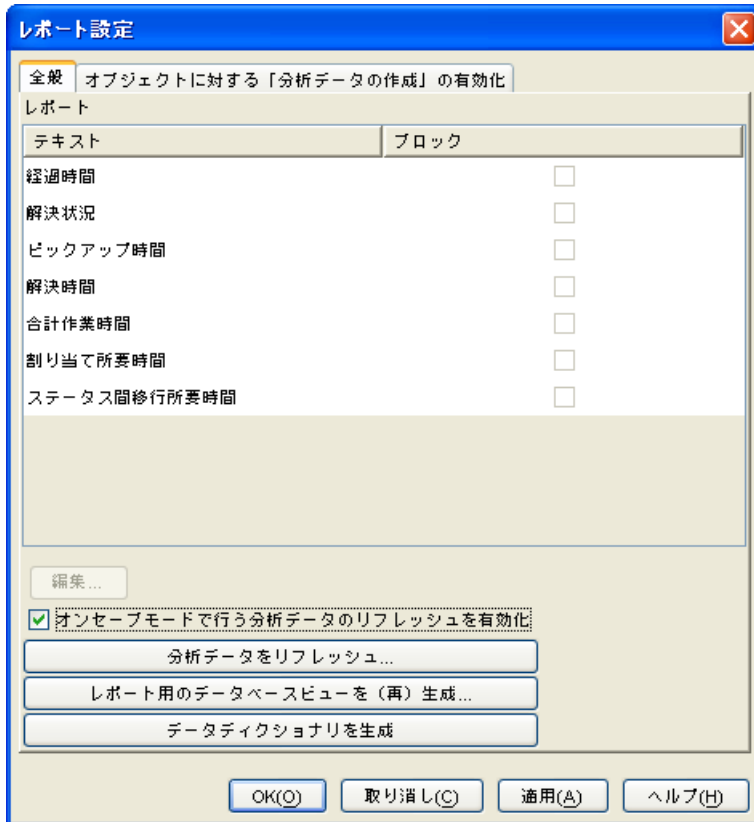 レポート設定
全般 オブジェクトに対する「分析データの作成」の有効化
レポート
テキスト ブロック
経過時間
解決状況
ピックアップ時間
解決時間
合計作業時間
割り当て所要時間
ステータス間移行所要時間
編集...
オンセーブモードで行う分析データのリフレッシュを有効化
分析データをリフレッシュ...
レポート用のデータベースビューを（再）生成...
データディクショナリを生成
OK(O) 取り消し(C) 適用(A) ヘルプ(H)